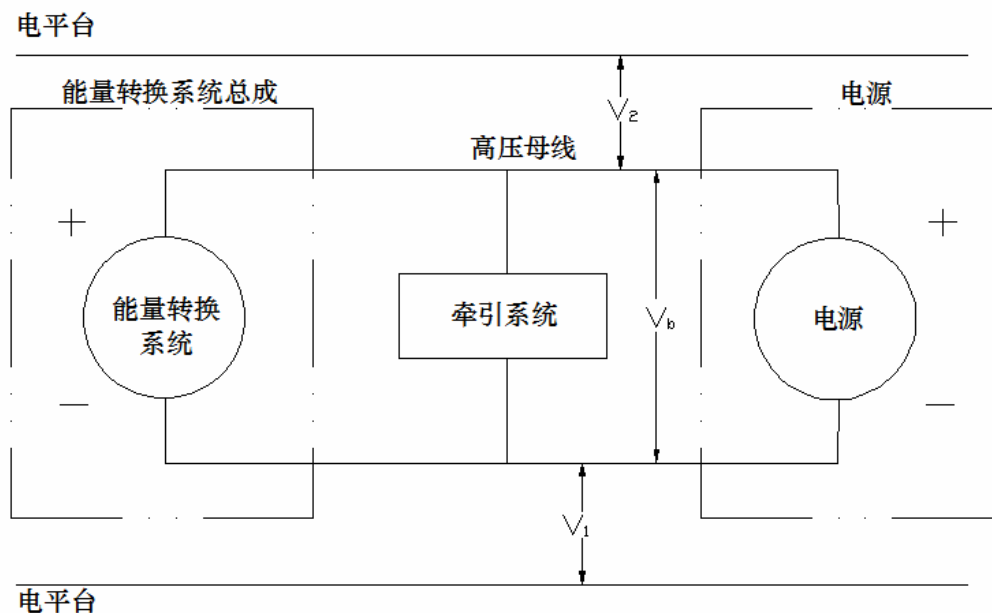 电平台
能量转换系统总成
电源
V2
高压母线
+
+
能量转换
系统
牵引系统
Vb
电源
—
—
V1
电平台